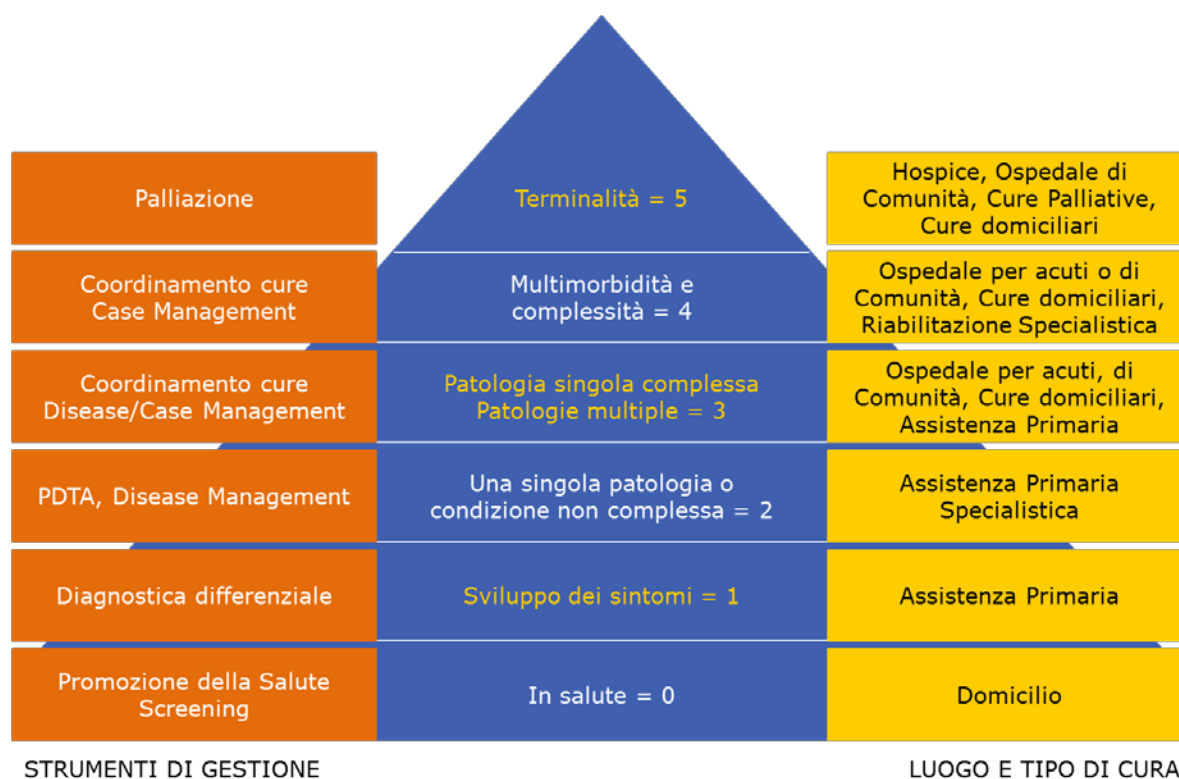 Palliazione
Terminalità = 5
Hospice, Ospedale di
Comunità, Cure Palliative,
Cure domiciliari
Coordinamento cure
Case Management
Multimorbidità e
complessità = 4
Ospedale per acuti o di
Comunità, Cure domiciliari,
Riabilitazione Specialistica
Coordinamento cure
Disease/Case Management
Patologia singola complessa
Patologie multiple = 3
Ospedale per acuti, di
Comunità, Cure domiciliari,
Assistenza Primaria
PDTA, Disease Management
Una singola patologia o
condizione non complessa = 2
Assistenza Primaria
Specialistica
Diagnostica differenziale
Sviluppo dei sintomi = 1
Assistenza Primaria
Promozione della Salute
Screening
In salute = 0
Domicilio
STRUMENTI DI GESTIONE
LUOGO E TIPO DI CURA